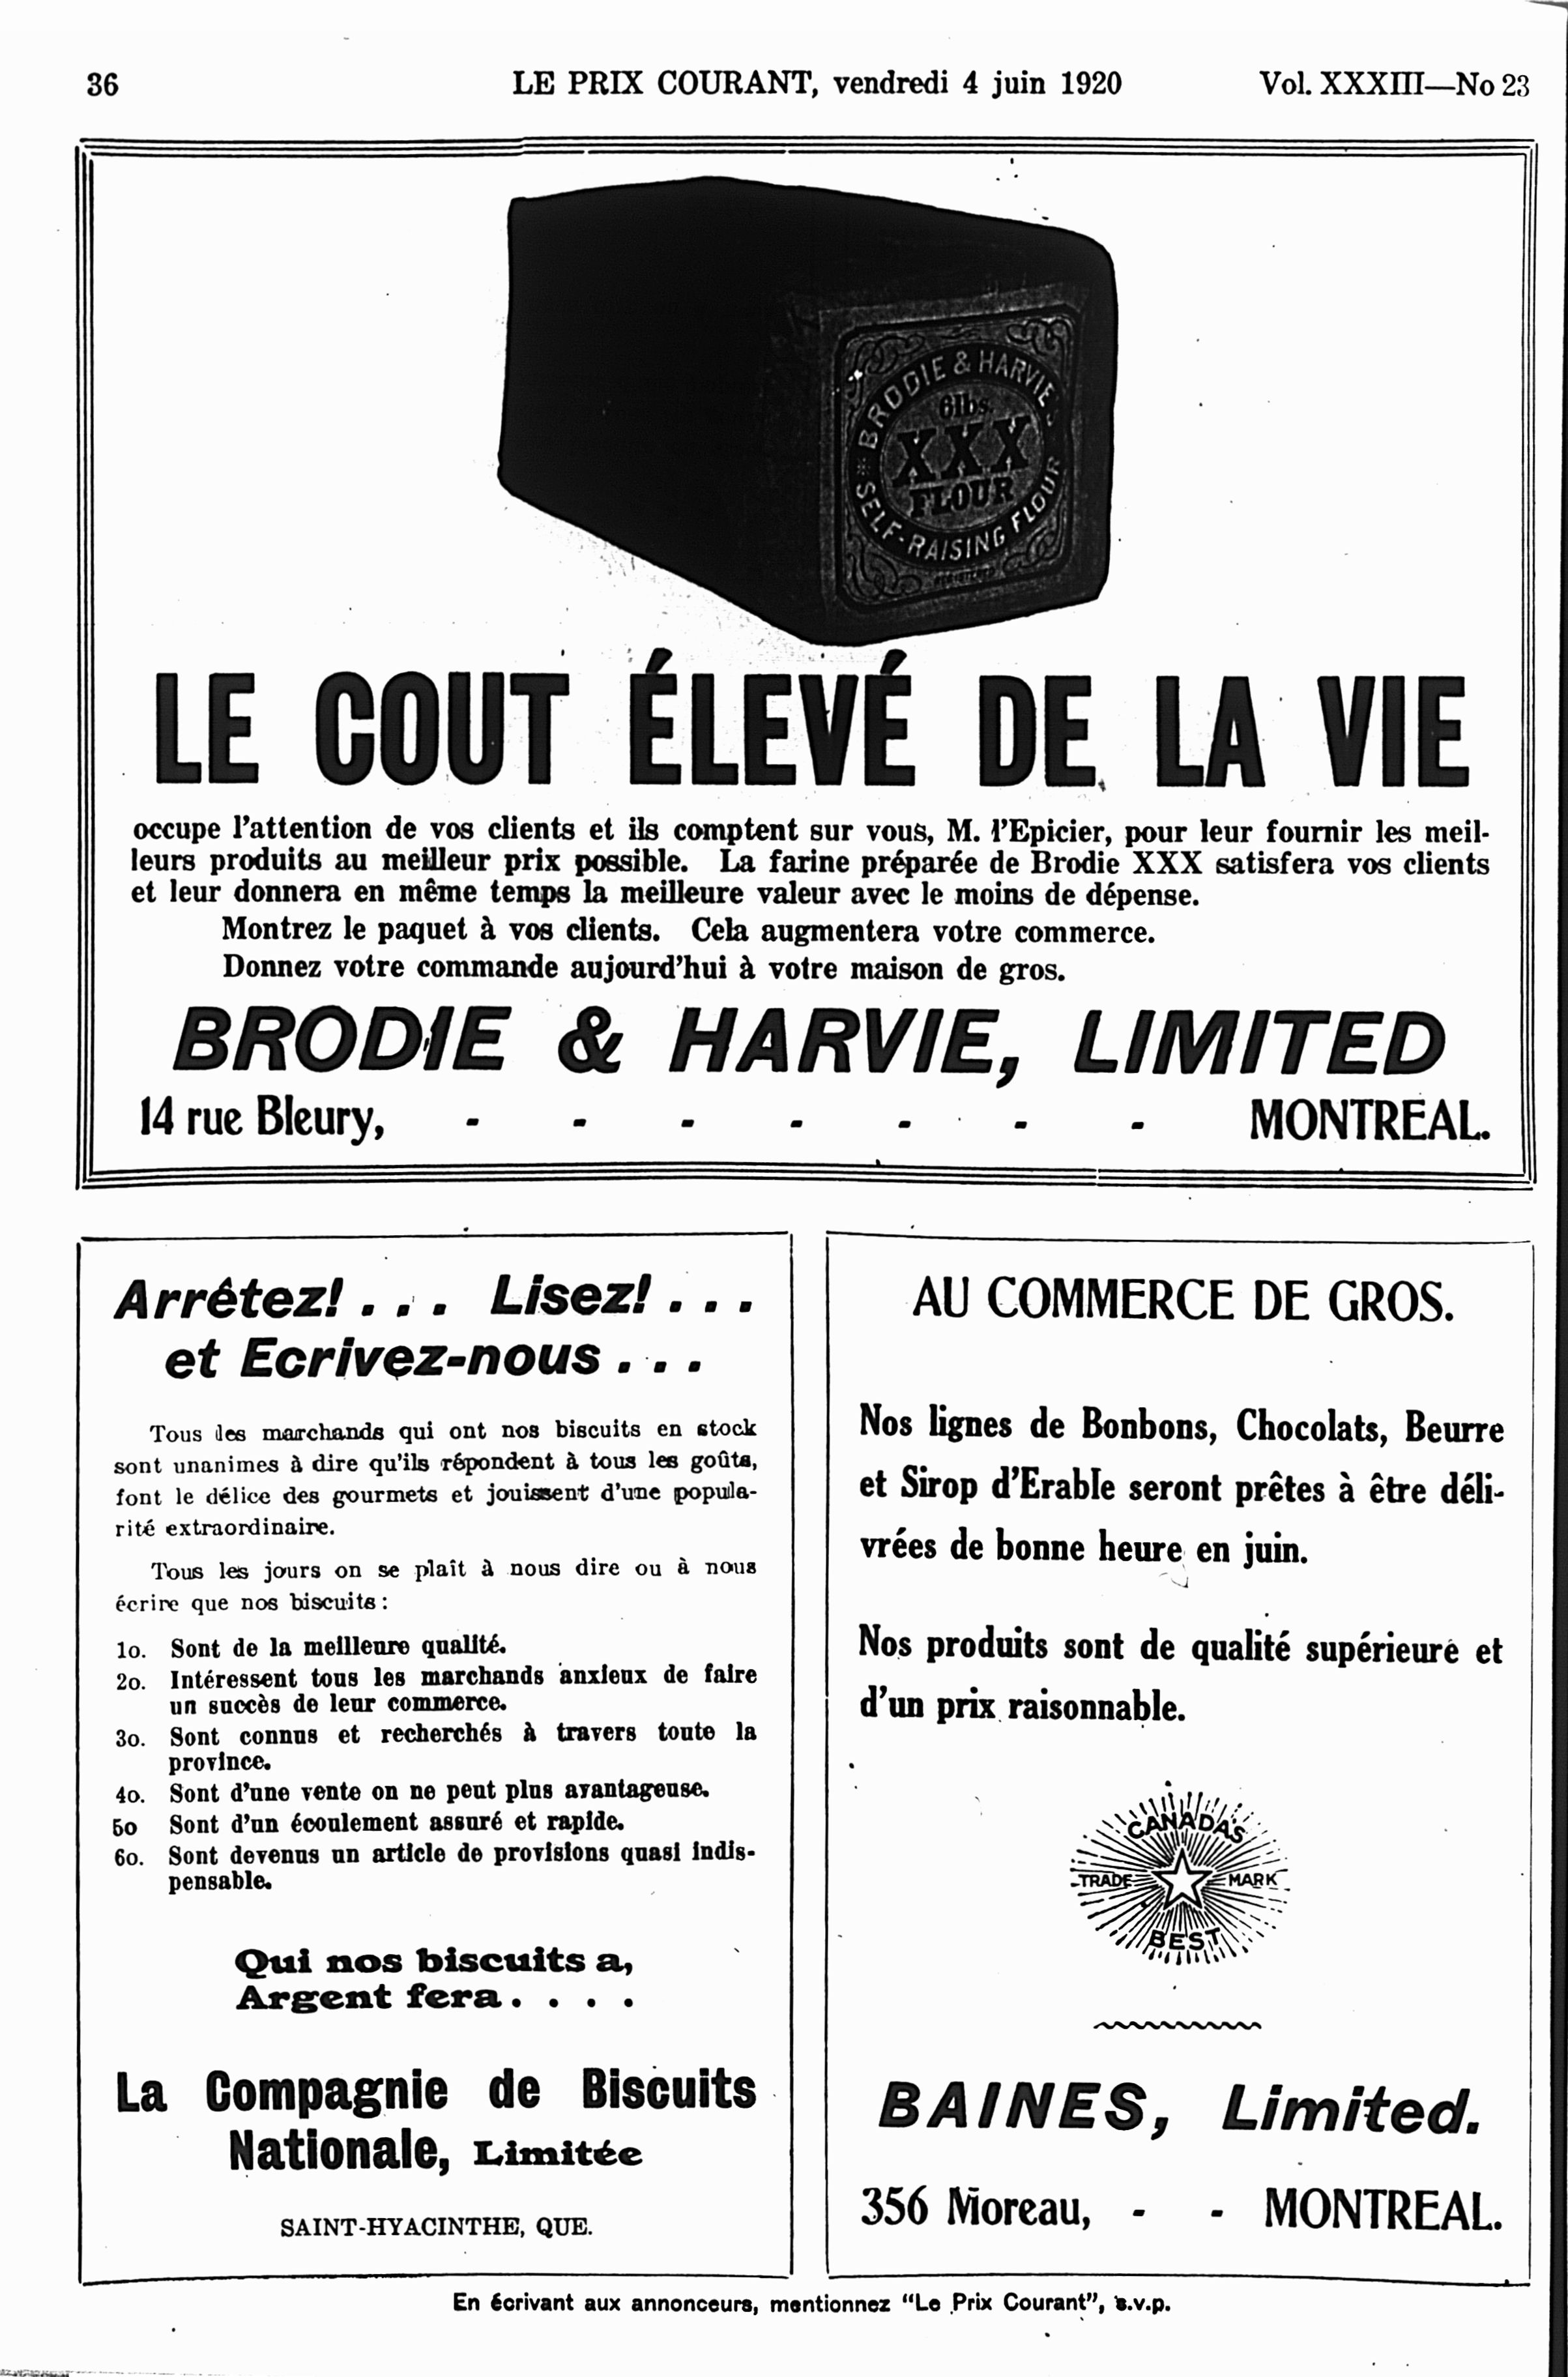 36
LE PRIX COURANT, vendredi 4 juin 1920
Vol. XXXIII—No 23
BRODIE & HARVIE
6lbs.
XXX
FLOUR
SELF-RAISING FLOUR
LE COUT ÉLEVÉ DE LA VIE
occupe l'attention de vos clients et ils comptent sur vous, M. l'Epicier, pour leur fournir les meil-
leurs produits au meilleur prix possible. La farine préparée de Brodie XXX satisfera vos clients
et leur donnera en même temps la meilleure valeur avec le moins de dépense.
Montrez le paquet à vos clients. Cela augmentera votre commerce.
Donnez votre commande aujourd'hui à votre maison de gros.
BRODIE & HARVIE, LIMITED
14 rue Bleury, - - - - - - - MONTREAL.
Arrêtez! . . . Lisez! . . .
et Ecrivez-nous . . .
Tous les marchands qui ont nos biscuits en stock
sont unanimes à dire qu'ils répondent à tous les goûts,
font le délice des gourmets et jouissent d'une popula-
rité extraordinaire.
Tous les jours on se plaît à nous dire ou à nous
écrire que nos biscuits:
1o. Sont de la meilleure qualité.
2o. Intéressent tous les marchands anxieux de faire
un succès de leur commerce.
3o. Sont connus et recherchés à travers toute la
province.
4o. Sont d'une vente on ne peut plus avantageuse.
5o Sont d'un écoulement assuré et rapide.
6o. Sont devenus un article de provisions quasi indis-
pensable.
Qui nos biscuits a,
Argent fera . . . .
La Compagnie de Biscuits
Nationale, Limitée
SAINT-HYACINTHE, QUE.
AU COMMERCE DE GROS.
Nos lignes de Bonbons, Chocolats, Beurre
et Sirop d'Erable seront prêtes à être déli-
vrées de bonne heure en juin.
Nos produits sont de qualité supérieure et
d'un prix raisonnable.
CANADA'S
TRADE MARK
BEST
BAINES, Limited.
356 Moreau, - - MONTREAL.
En écrivant aux annonceurs, mentionnez "Le Prix Courant", s.v.p.